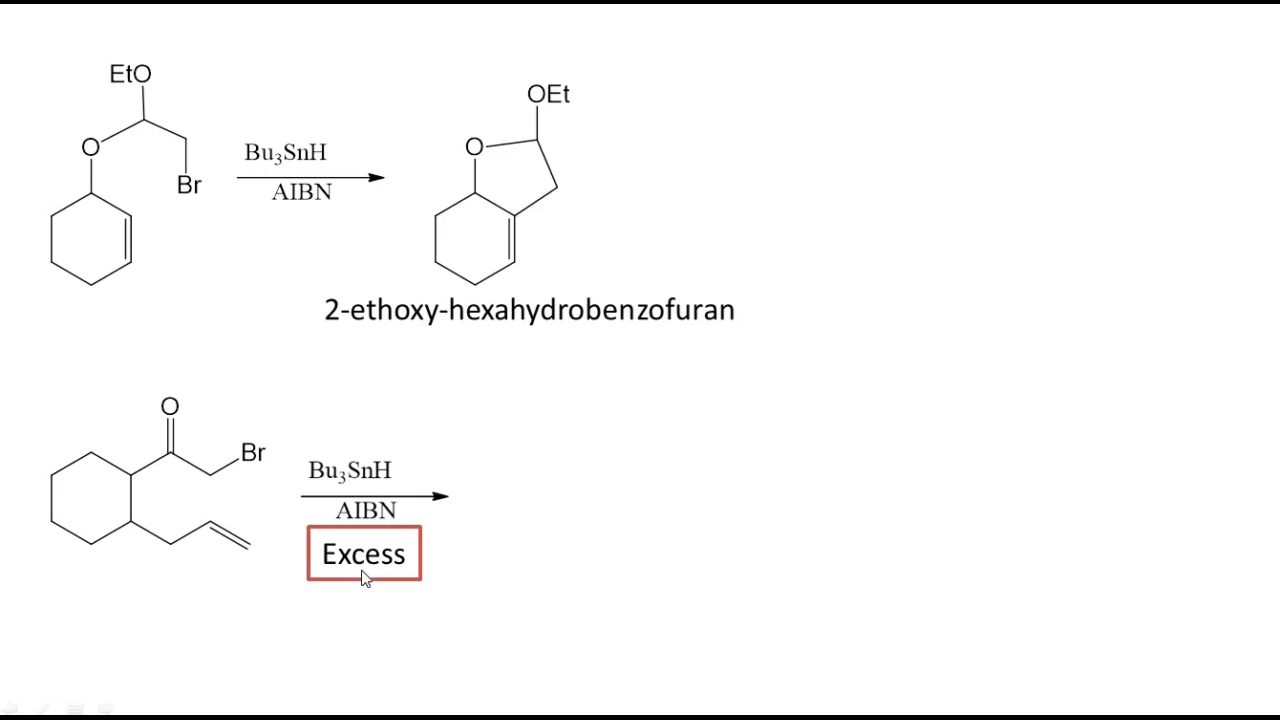 EtO
O
Br
Bu₃SnH
AIBN
OEt
O
2-ethoxy-hexahydrobenzofuran
O
Br
Bu₃SnH
AIBN
Excess